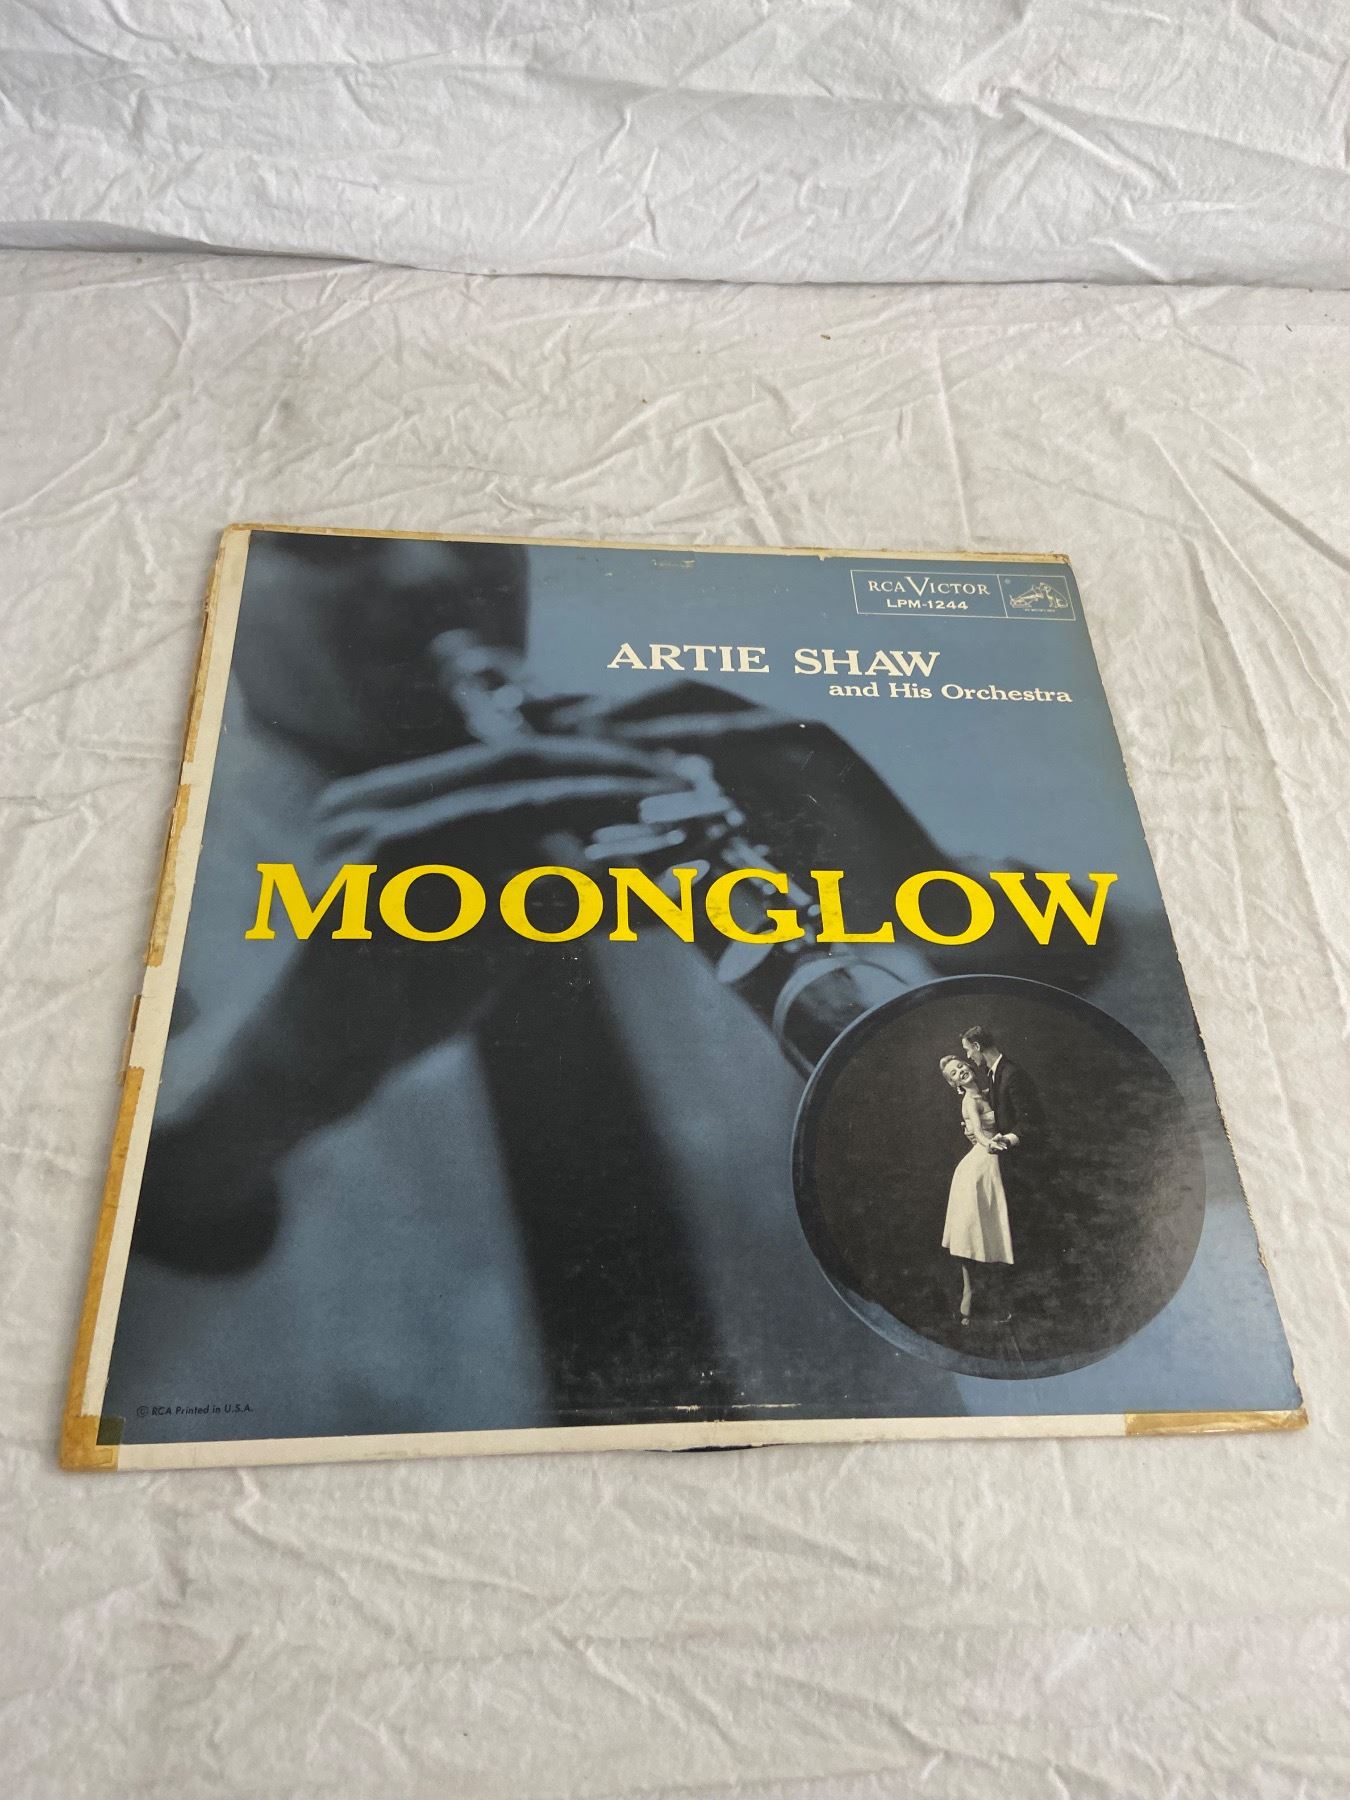 RCA VICTOR
LPM-1244
ARTIE SHAW
and His Orchestra
MOONGLOW
© RCA Printed in U.S.A.